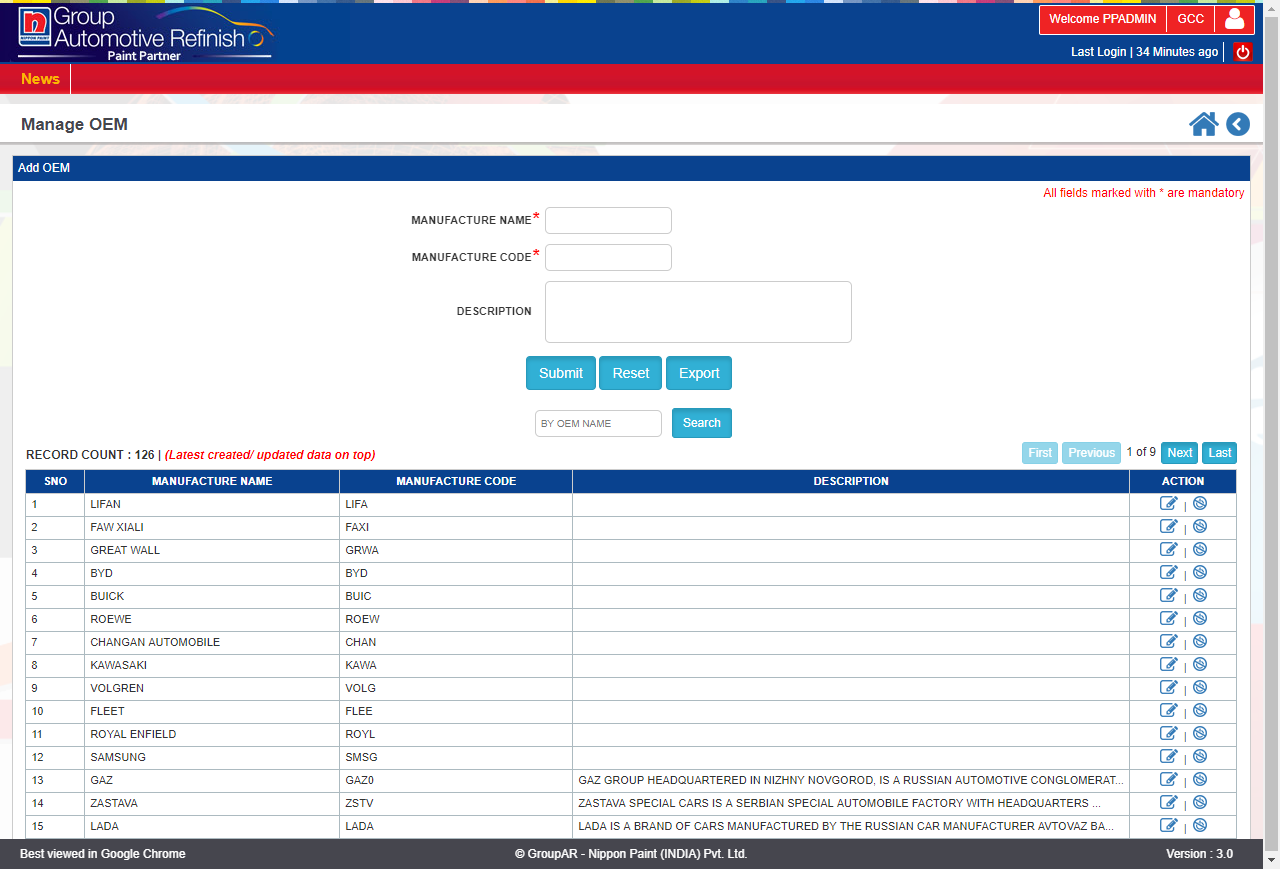 n Group
NIPPON PAINT Automotive Refinish
Paint Partner
Welcome PPADMIN GCC
Last Login | 34 Minutes ago
News
Manage OEM
Add OEM
All fields marked with * are mandatory
MANUFACTURE NAME*
MANUFACTURE CODE*
DESCRIPTION
Submit Reset Export
BY OEM NAME Search
RECORD COUNT : 126 | (Latest created/ updated data on top) First Previous 1 of 9 Next Last
SNO MANUFACTURE NAME MANUFACTURE CODE DESCRIPTION ACTION
1 LIFAN LIFA |
2 FAW XIALI FAXI |
3 GREAT WALL GRWA |
4 BYD BYD |
5 BUICK BUIC |
6 ROEWE ROEW |
7 CHANGAN AUTOMOBILE CHAN |
8 KAWASAKI KAWA |
9 VOLGREN VOLG |
10 FLEET FLEE |
11 ROYAL ENFIELD ROYL |
12 SAMSUNG SMSG |
13 GAZ GAZ0 GAZ GROUP HEADQUARTERED IN NIZHNY NOVGOROD, IS A RUSSIAN AUTOMOTIVE CONGLOMERAT... |
14 ZASTAVA ZSTV ZASTAVA SPECIAL CARS IS A SERBIAN SPECIAL AUTOMOBILE FACTORY WITH HEADQUARTERS ... |
15 LADA LADA LADA IS A BRAND OF CARS MANUFACTURED BY THE RUSSIAN CAR MANUFACTURER AVTOVAZ BA... |
Best viewed in Google Chrome © GroupAR - Nippon Paint (INDIA) Pvt. Ltd. Version : 3.0